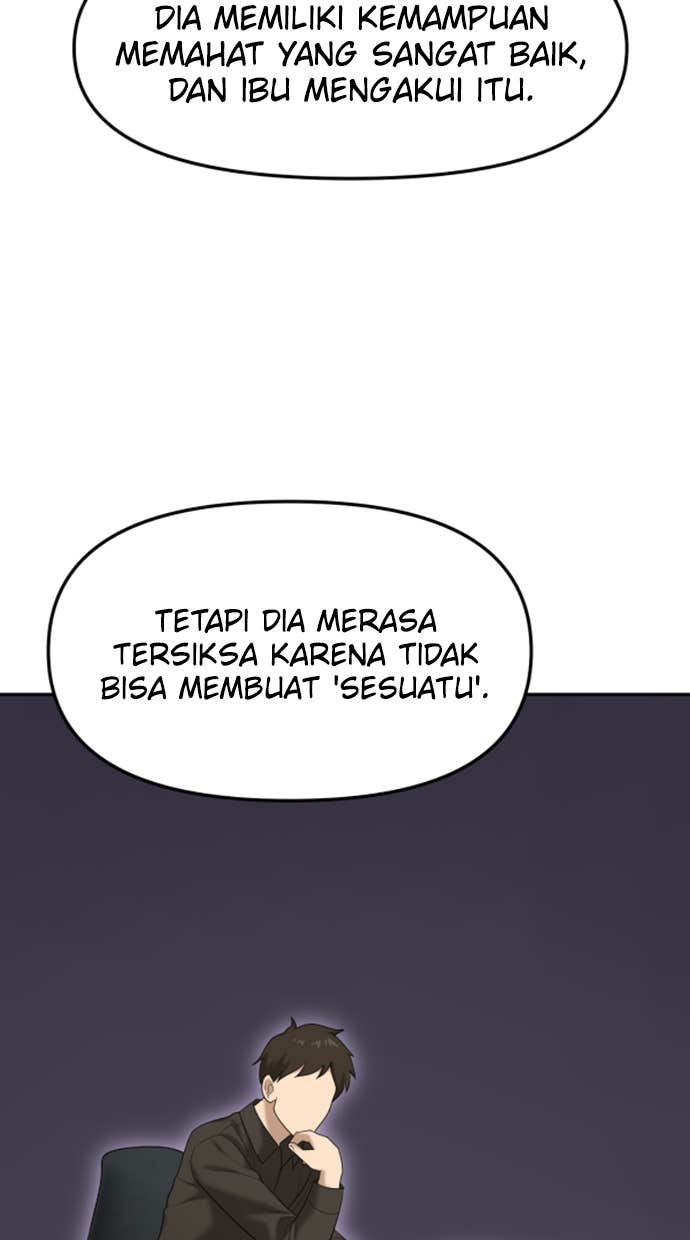 DIA MEMILIKI KEMAMPUAN
MEMAHAT YANG SANGAT BAIK,
DAN IBU MENGAKUI ITU.
TETAPI DIA MERASA
TERSIKSA KARENA TIDAK
BISA MEMBUAT 'SESUATU'.